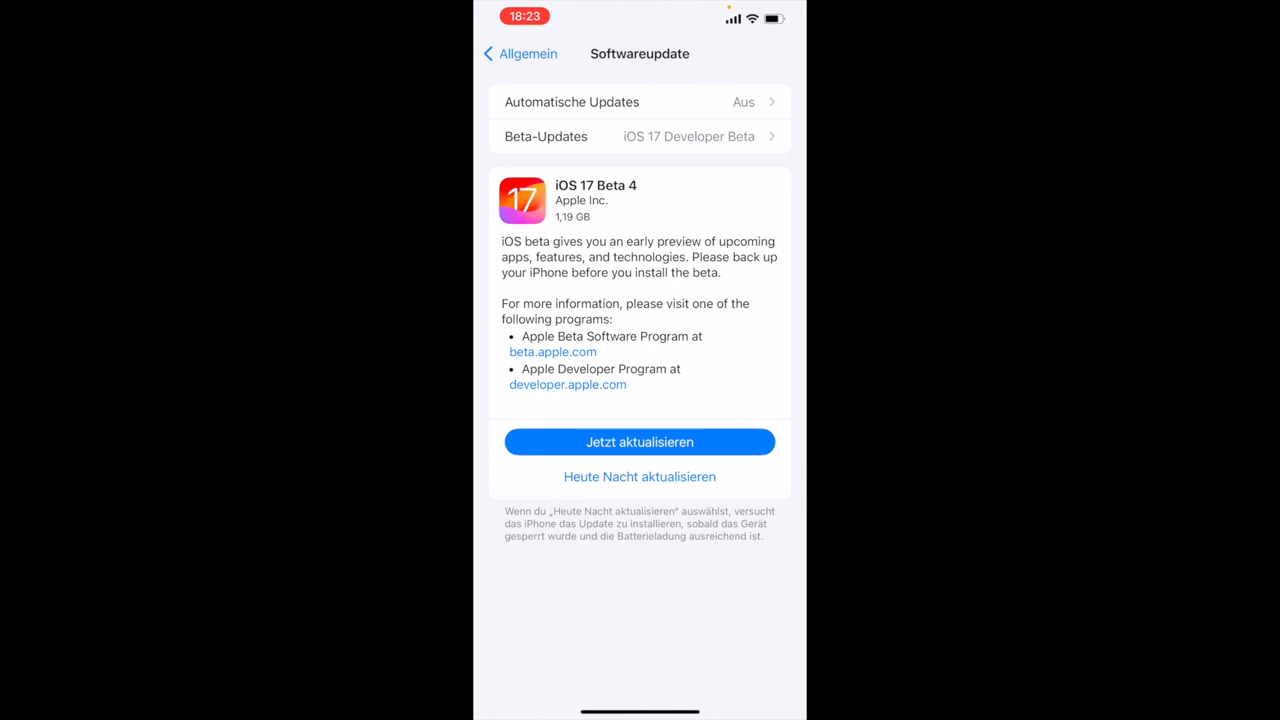 18:23
Allgemein Softwareupdate
Automatische Updates Aus
Beta-Updates iOS 17 Developer Beta
17
iOS 17 Beta 4
Apple Inc.
1,19 GB
iOS beta gives you an early preview of upcoming
apps, features, and technologies. Please back up
your iPhone before you install the beta.
For more information, please visit one of the
following programs:
• Apple Beta Software Program at
beta.apple.com
• Apple Developer Program at
developer.apple.com
Jetzt aktualisieren
Heute Nacht aktualisieren
Wenn du „Heute Nacht aktualisieren“ auswählst, versucht
das iPhone das Update zu installieren, sobald das Gerät
gesperrt wurde und die Batterieladung ausreichend ist.